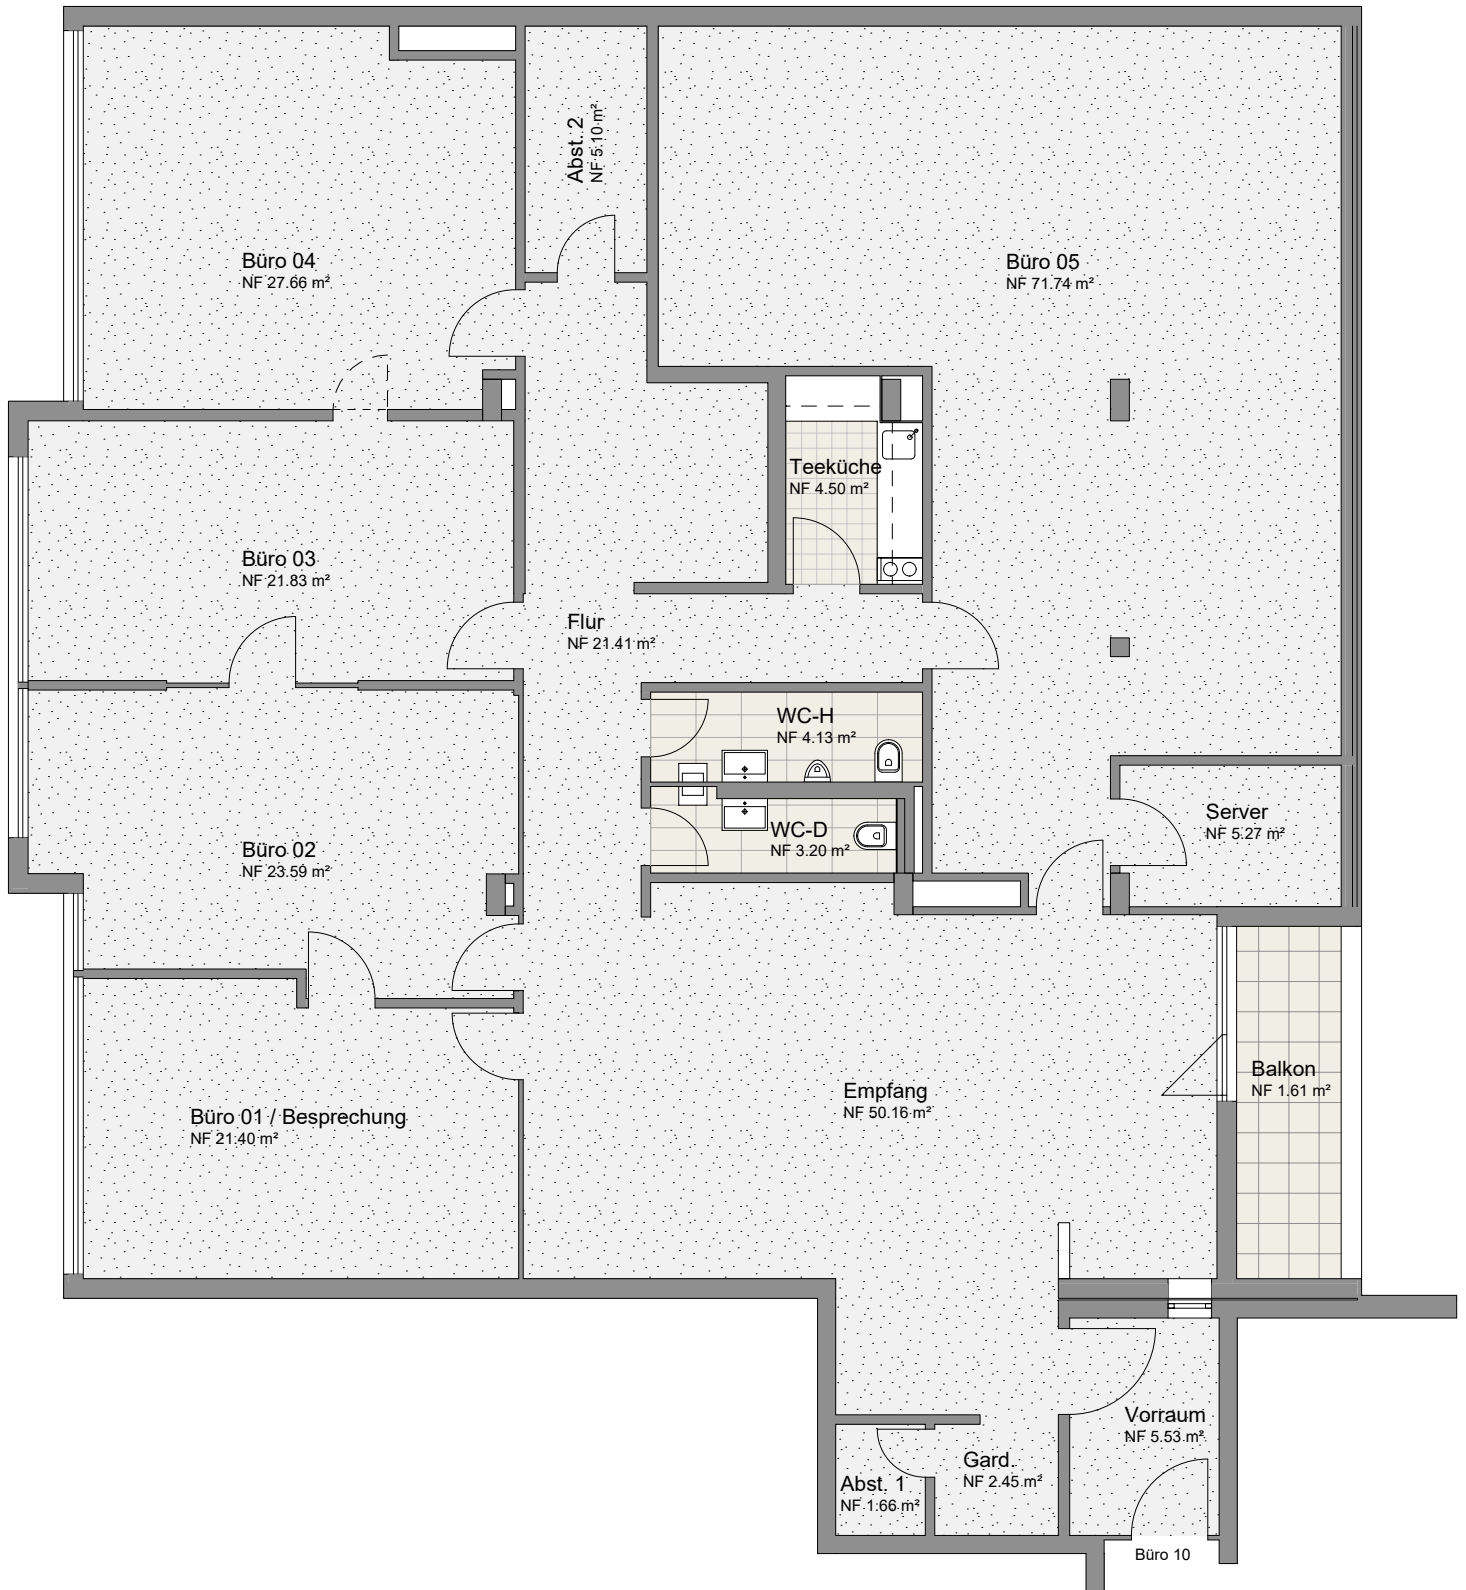 Abst. 2
NF 5.10 m²
Büro 04
NF 27.66 m²
Büro 05
NF 71.74 m²
Teeküche
NF 4.50 m²
Büro 03
NF 21.83 m²
Flur
NF 21.41 m²
WC-H
NF 4.13 m²
Server
NF 5.27 m²
WC-D
NF 3.20 m²
Büro 02
NF 23.59 m²
Balkon
NF 1.61 m²
Empfang
NF 50.16 m²
Büro 01 / Besprechung
NF 21.40 m²
Vorraum
NF 5.53 m²
Gard.
NF 2.45 m²
Abst. 1
NF 1.66 m²
Büro 10